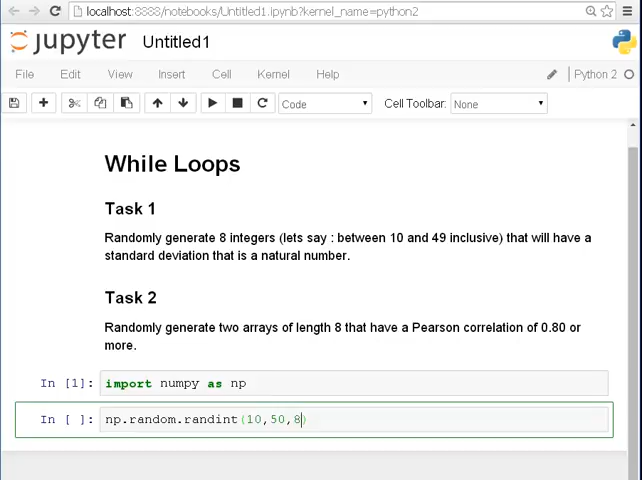 localhost:8888/notebooks/Untitled1.ipynb?kernel_name=python2
jupyter Untitled1
File Edit View Insert Cell Kernel Help Python 2
Code Cell Toolbar: None
While Loops
Task 1
Randomly generate 8 integers (lets say : between 10 and 49 inclusive) that will have a
standard deviation that is a natural number.
Task 2
Randomly generate two arrays of length 8 that have a Pearson correlation of 0.80 or
more.
In [1]: import numpy as np
In [ ]: np.random.randint(10,50,8)